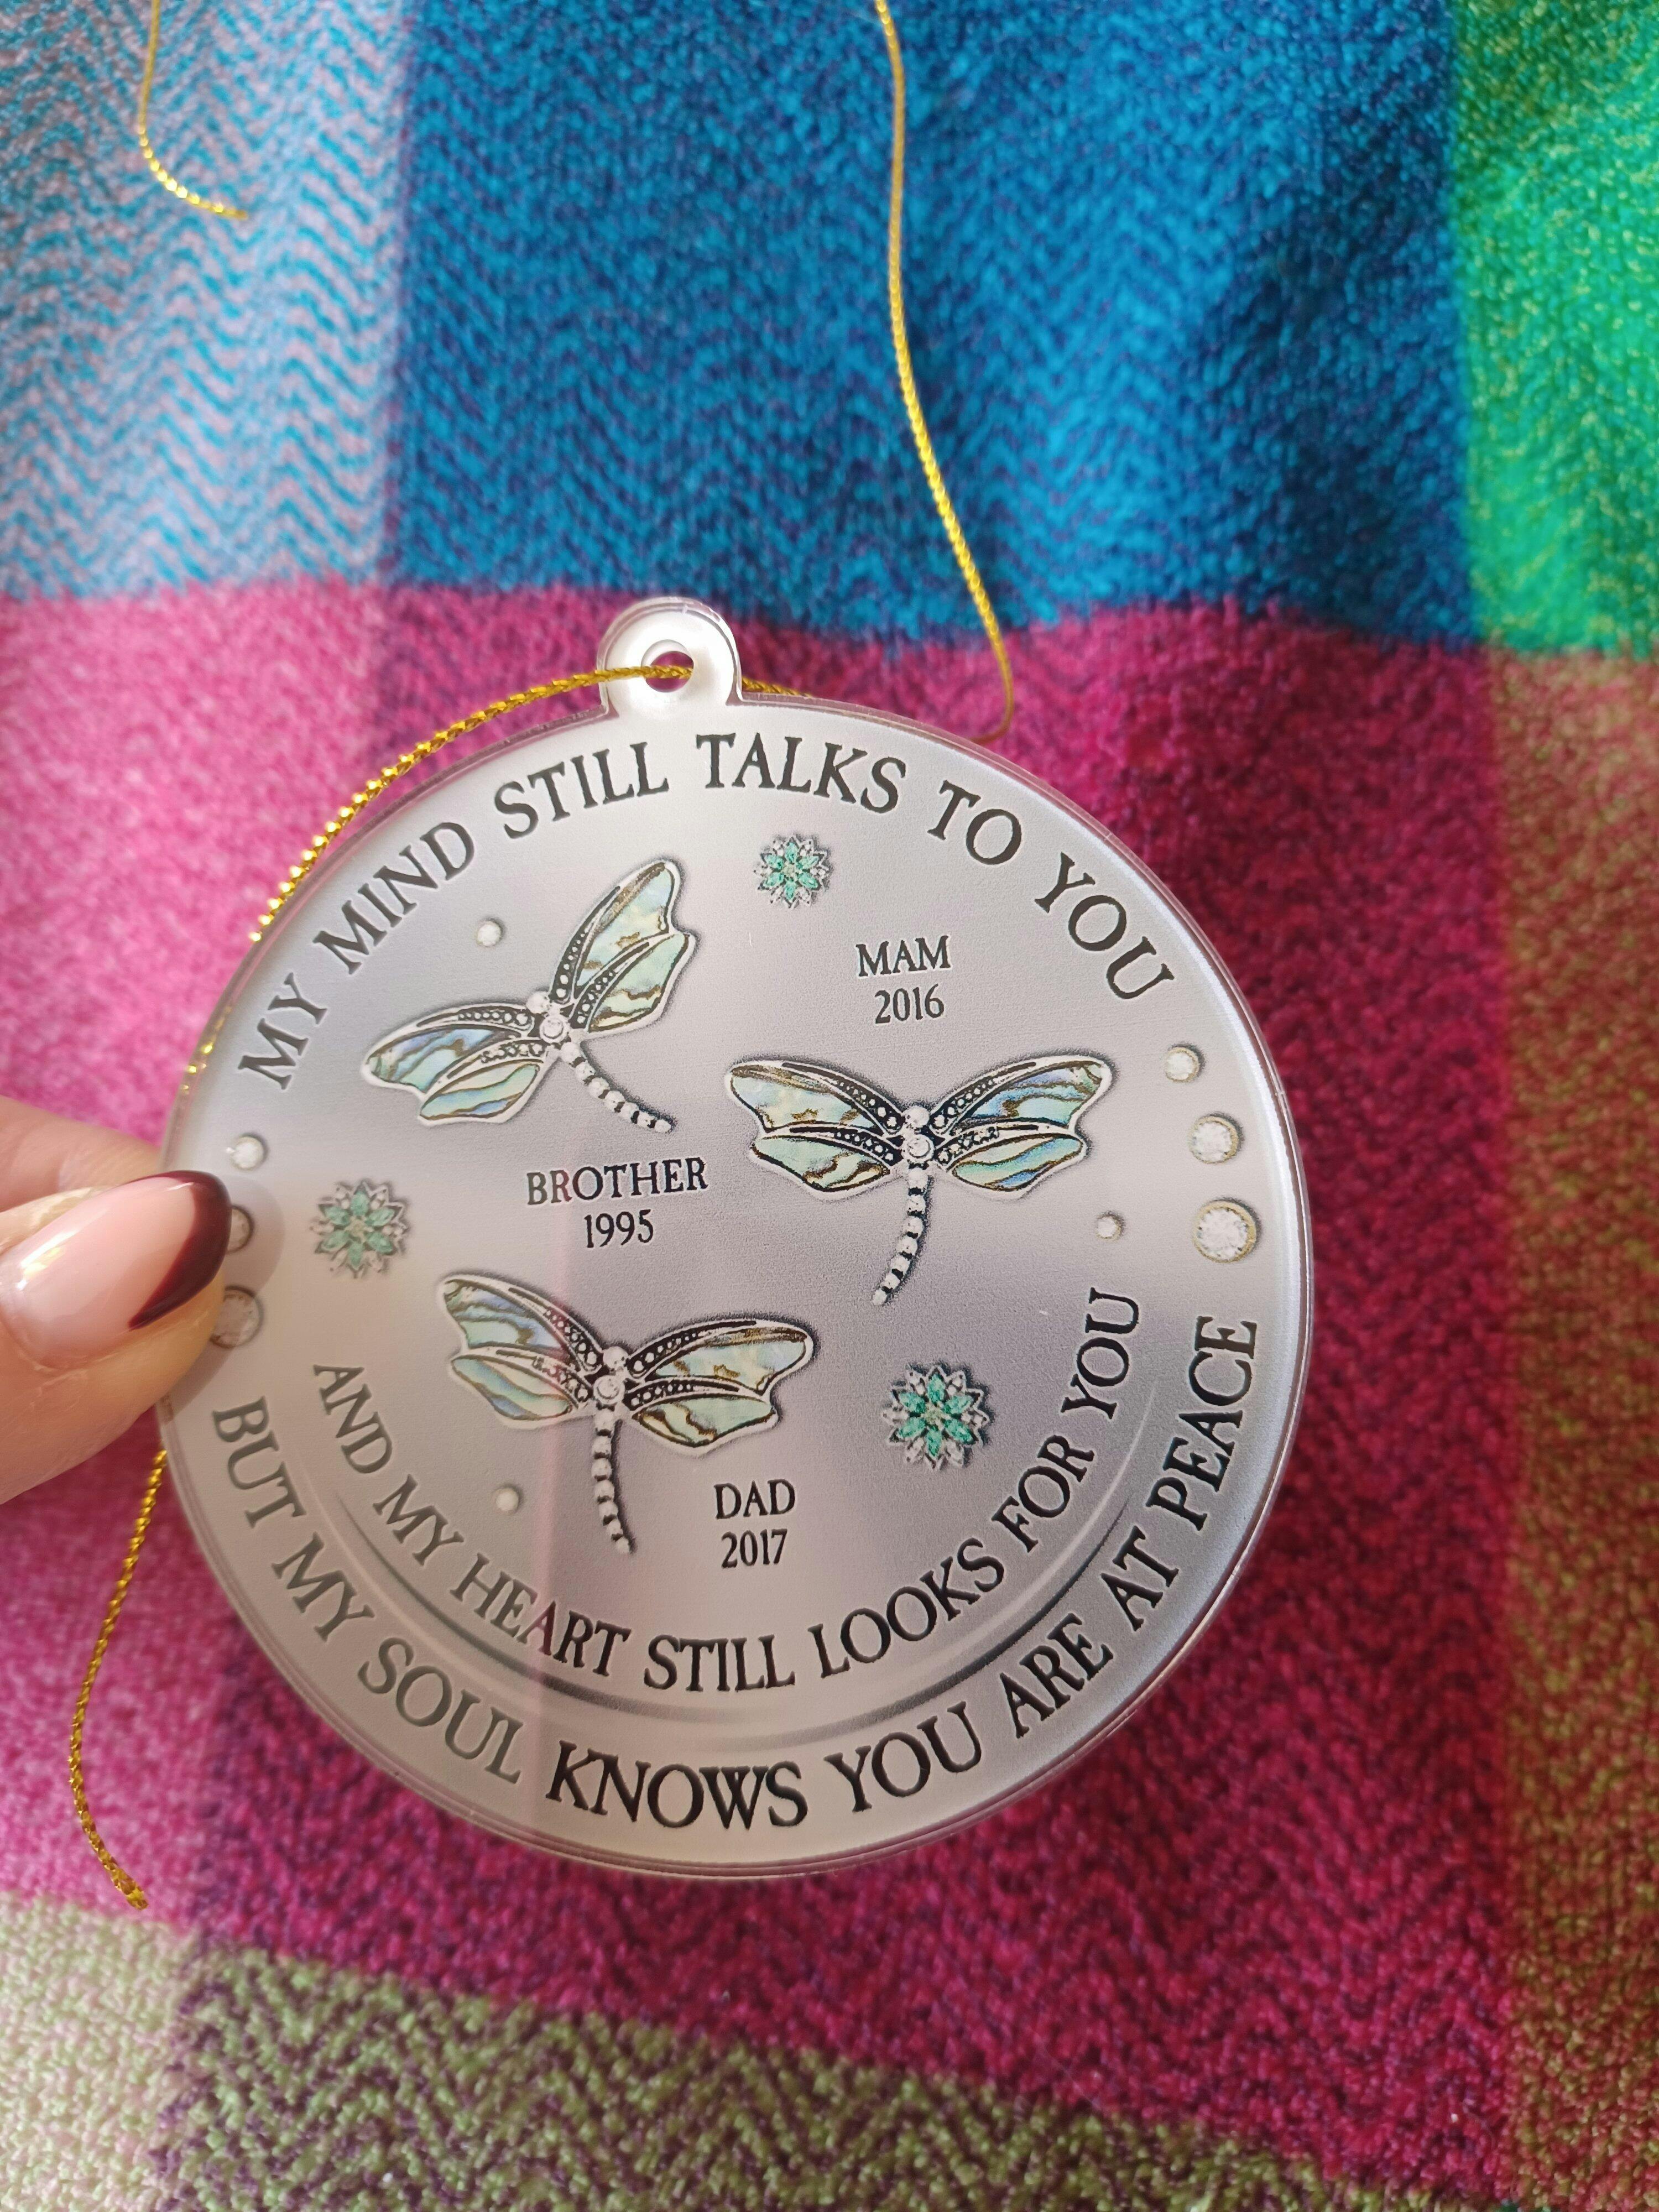 MY MIND STILL TALKS TO YOU
MAM
2016
BROTHER
1995
DAD
2017
AND MY HEART STILL LOOKS FOR YOU
BUT MY SOUL KNOWS YOU ARE AT PEACE